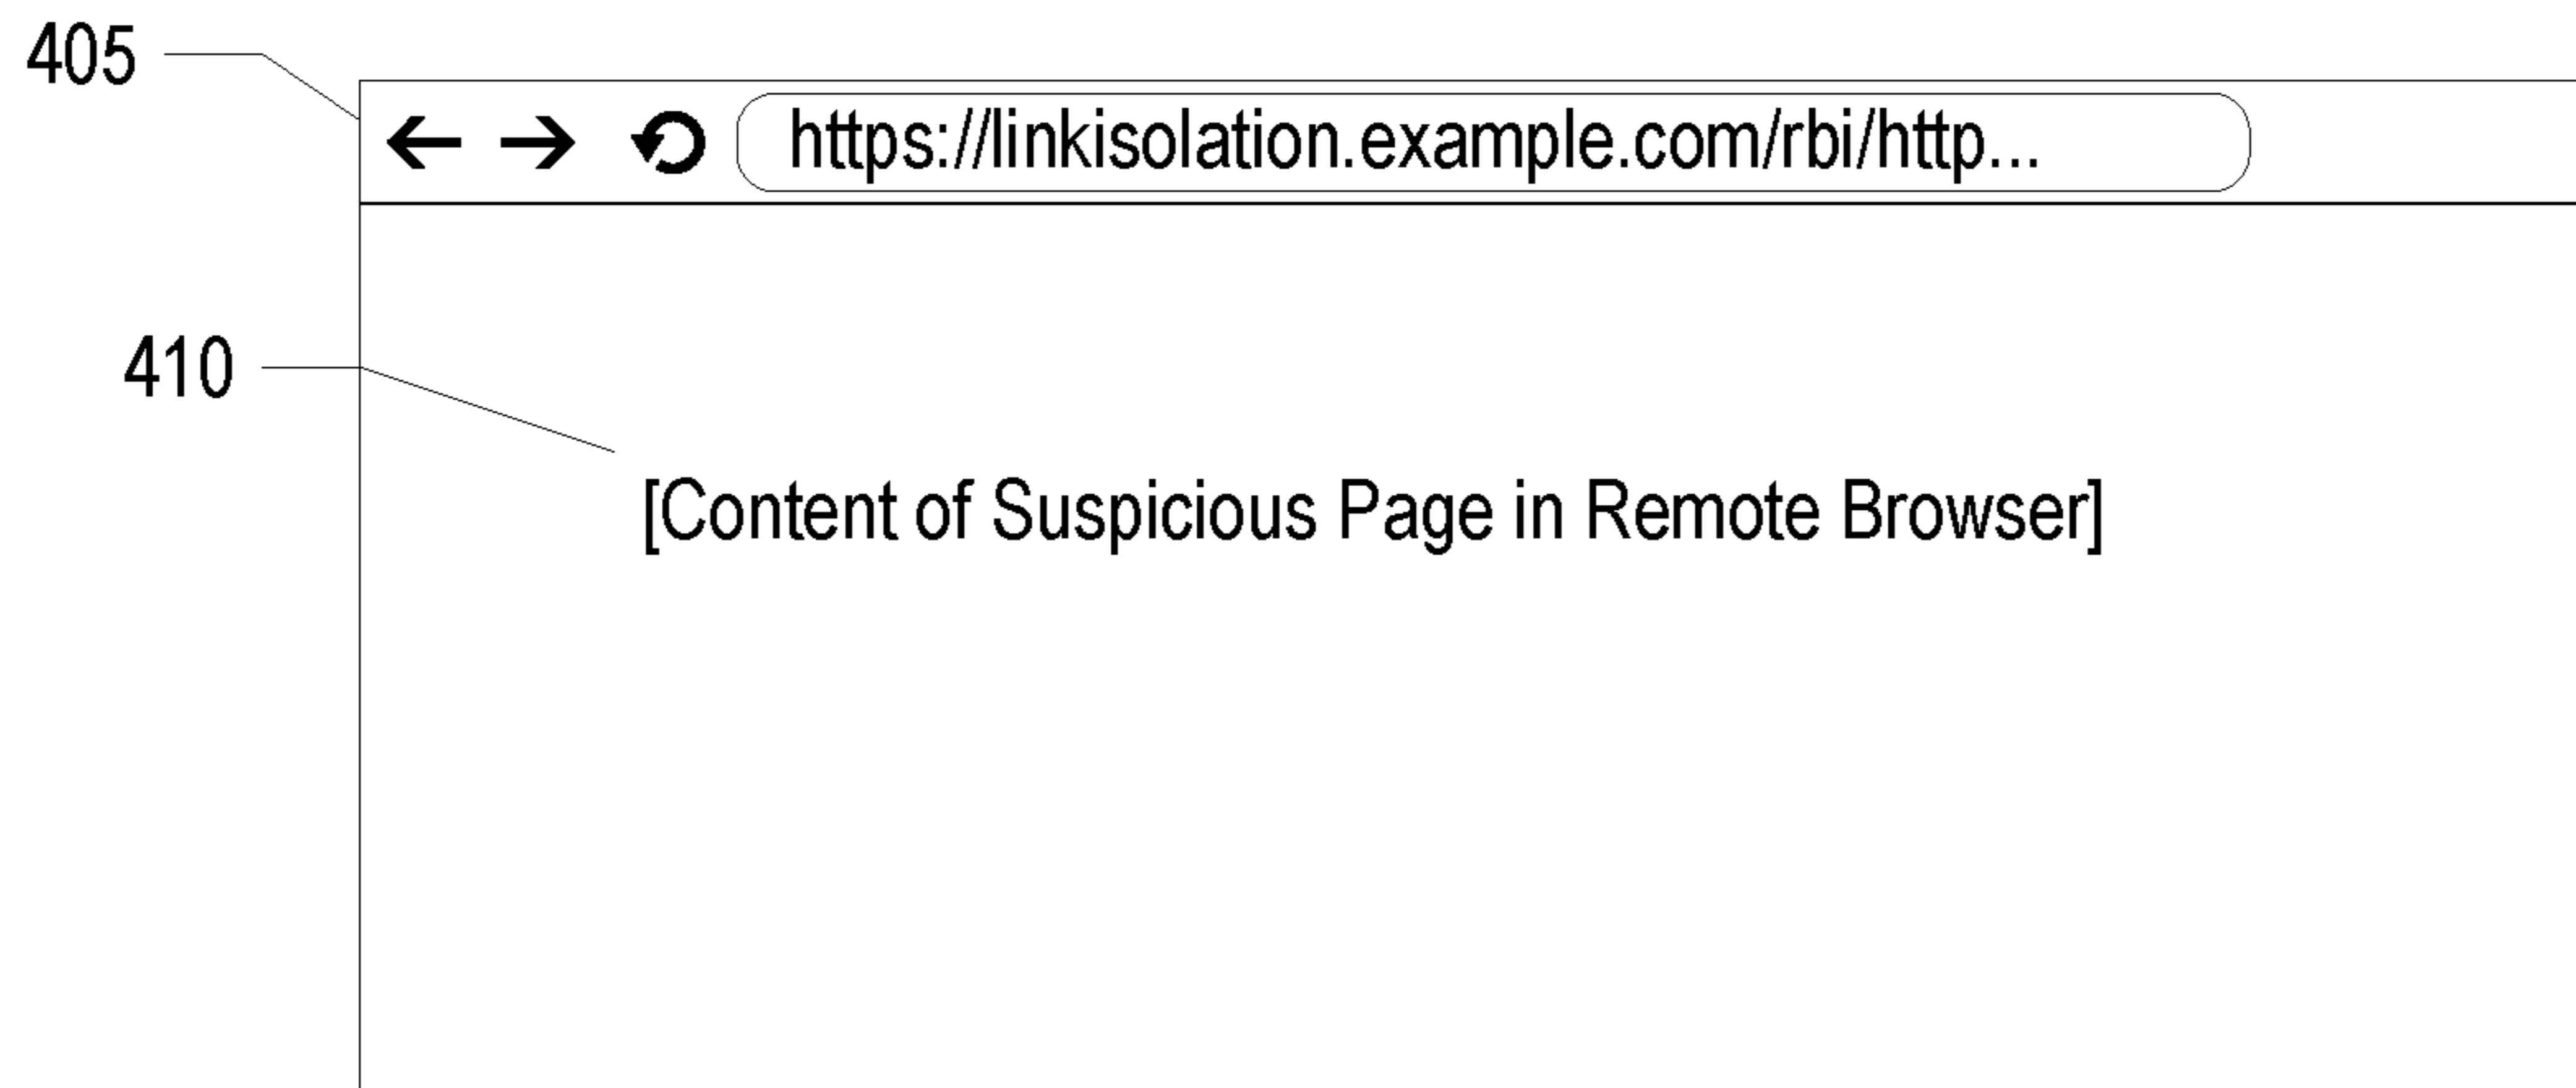 405
https://linkisolation.example.com/rbi/http...
410
[Content of Suspicious Page in Remote Browser]